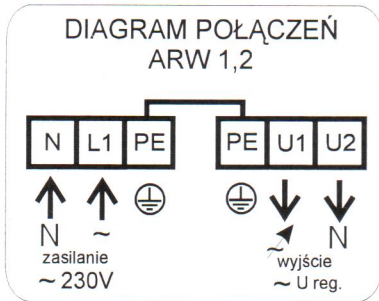 DIAGRAM POŁĄCZEŃ
ARW 1,2
N L1 PE PE U1 U2
N ~ ~ N
zasilanie wyjście
~ 230V ~ U reg.